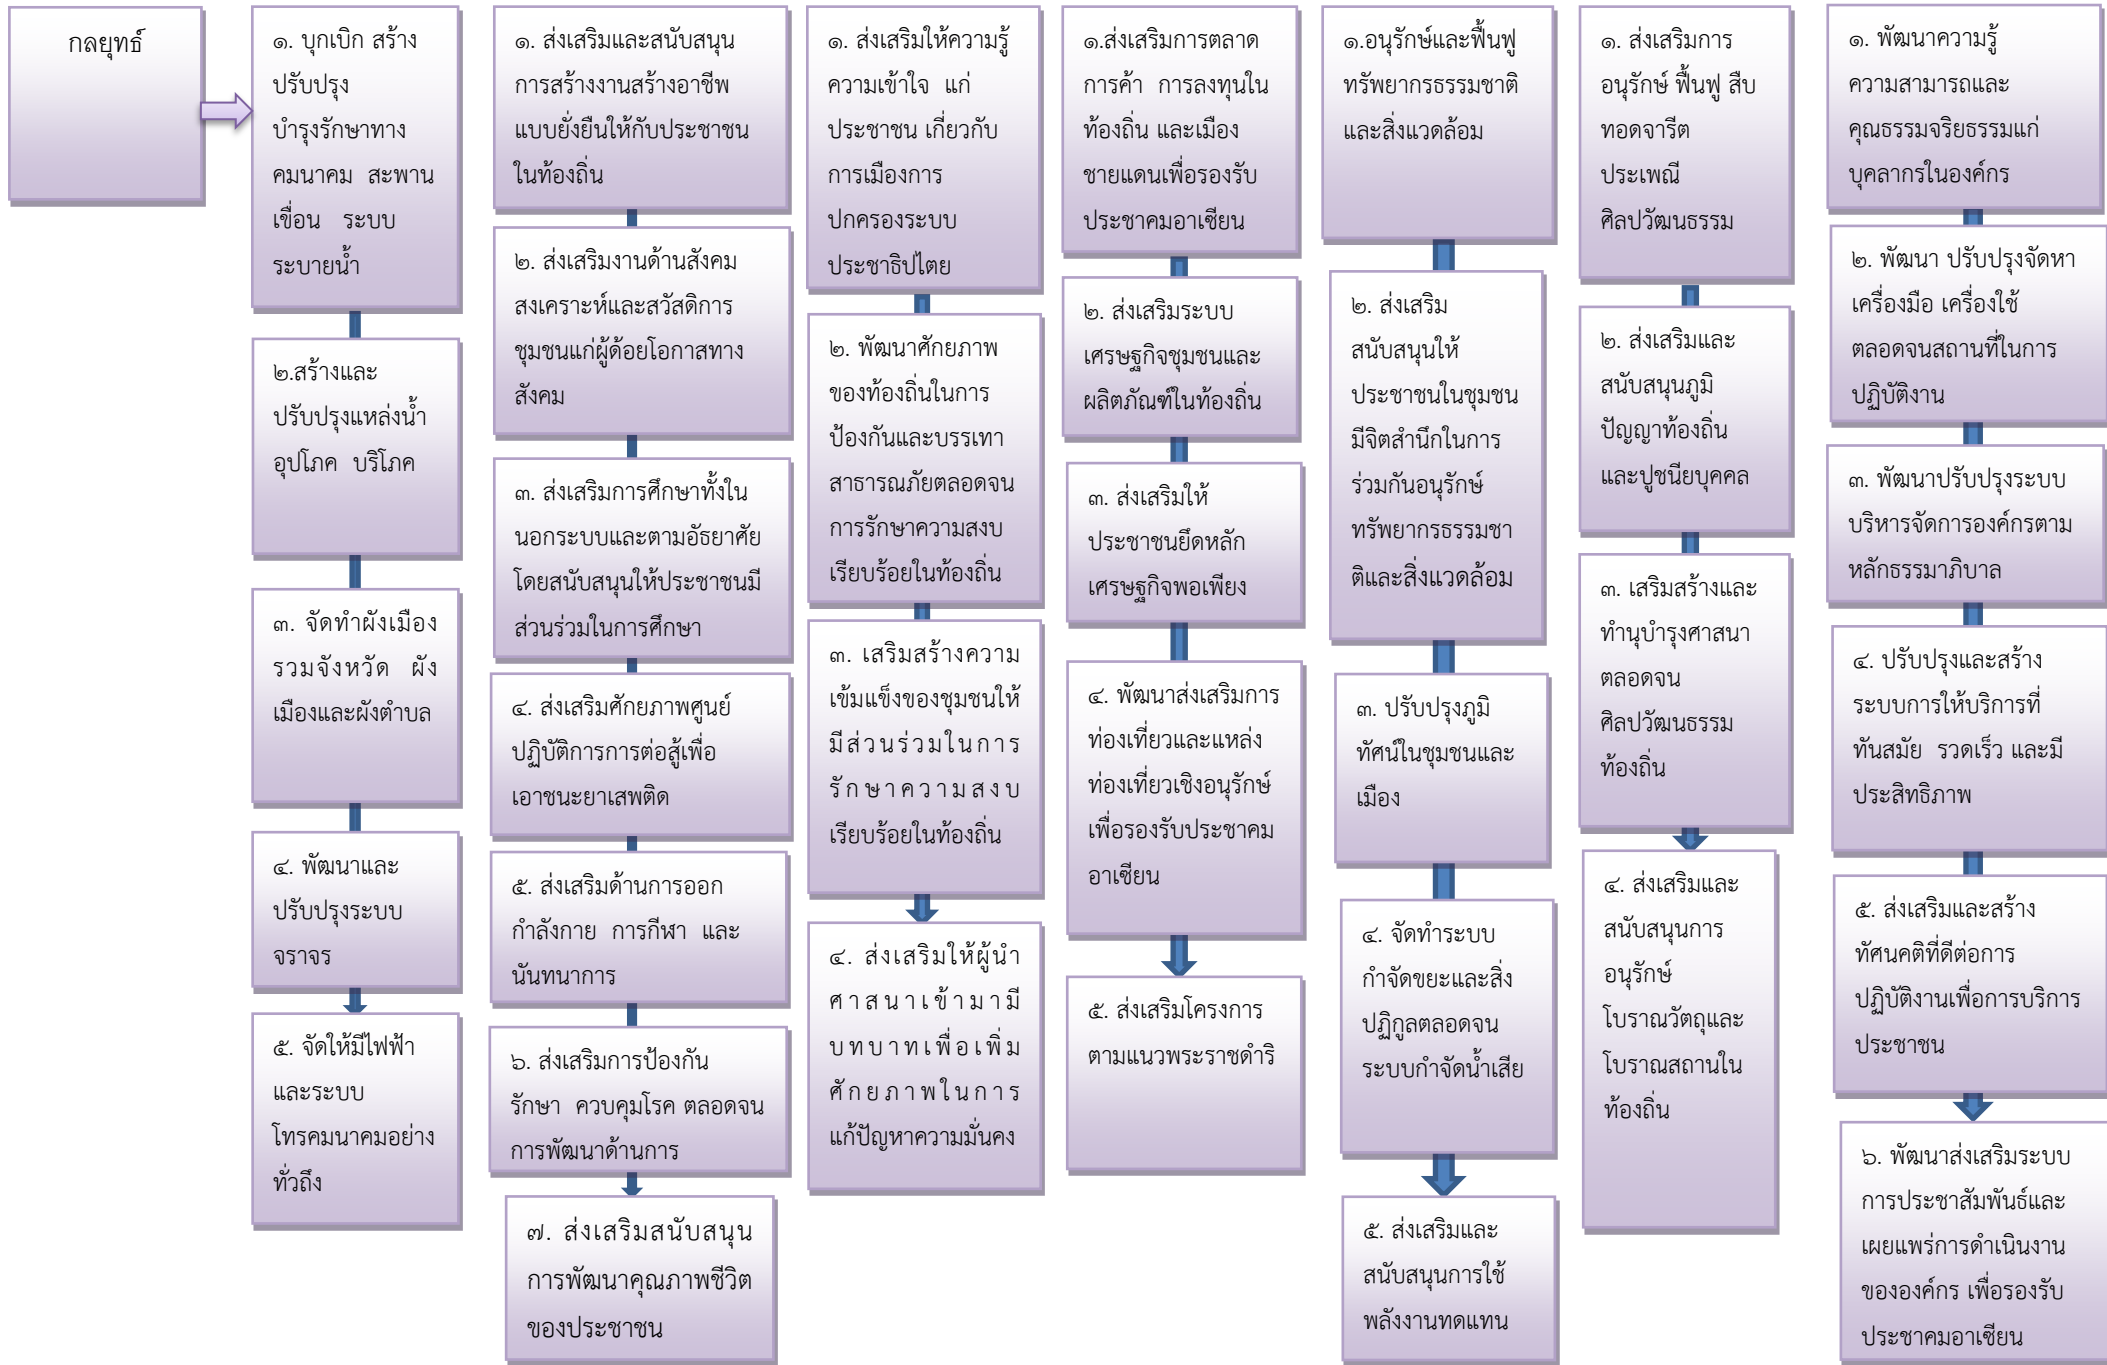 กลยุทธ์
๑. บุกเบิก สร้าง
ปรับปรุง
บำรุงรักษาทาง
คมนาคม สะพาน
เขื่อน ระบบ
ระบายน้ำ
๒.สร้างและ
ปรับปรุงแหล่งน้ำ
อุปโภค บริโภค
๓. จัดทำผังเมือง
รวมจังหวัด ผัง
เมืองและผังตำบล
๔. พัฒนาและ
ปรับปรุงระบบ
จราจร
๕. จัดให้มีไฟฟ้า
และระบบ
โทรคมนาคมอย่าง
ทั่วถึง
๑. ส่งเสริมและสนับสนุน
การสร้างงานสร้างอาชีพ
แบบยั่งยืนให้กับประชาชน
ในท้องถิ่น
๒. ส่งเสริมงานด้านสังคม
สงเคราะห์และสวัสดิการ
ชุมชนแก่ผู้ด้อยโอกาสทาง
สังคม
๓. ส่งเสริมการศึกษาทั้งใน
นอกระบบและตามอัธยาศัย
โดยสนับสนุนให้ประชาชนมี
ส่วนร่วมในการศึกษา
๔. ส่งเสริมศักยภาพศูนย์
ปฏิบัติการการต่อสู้เพื่อ
เอาชนะยาเสพติด
๕. ส่งเสริมด้านการออก
กำลังกาย การกีฬา และ
นันทนาการ
๖. ส่งเสริมการป้องกัน
รักษา ควบคุมโรค ตลอดจน
การพัฒนาด้านการ
๗. ส่งเสริมสนับสนุน
การพัฒนาคุณภาพชีวิต
ของประชาชน
๑. ส่งเสริมให้ความรู้
ความเข้าใจ แก่
ประชาชน เกี่ยวกับ
การเมืองการ
ปกครองระบบ
ประชาธิปไตย
๒. พัฒนาศักยภาพ
ของท้องถิ่นในการ
ป้องกันและบรรเทา
สาธารณภัยตลอดจน
การรักษาความสงบ
เรียบร้อยในท้องถิ่น
๓. เสริมสร้างความ
เข้มแข็งของชุมชนให้
มีส่วนร่วมในการ
รักษาความสงบ
เรียบร้อยในท้องถิ่น
๔. ส่งเสริมให้ผู้นำ
ศาสนาเข้ามามี
บทบาทเพื่อเพิ่ม
ศักยภาพในการ
แก้ปัญหาความมั่นคง
๑.ส่งเสริมการตลาด
การค้า การลงทุนใน
ท้องถิ่น และเมือง
ชายแดนเพื่อรองรับ
ประชาคมอาเซียน
๒. ส่งเสริมระบบ
เศรษฐกิจชุมชนและ
ผลิตภัณฑ์ในท้องถิ่น
๓. ส่งเสริมให้
ประชาชนยึดหลัก
เศรษฐกิจพอเพียง
๔. พัฒนาส่งเสริมการ
ท่องเที่ยวและแหล่ง
ท่องเที่ยวเชิงอนุรักษ์
เพื่อรองรับประชาคม
อาเซียน
๕. ส่งเสริมโครงการ
ตามแนวพระราชดำริ
๑.อนุรักษ์และฟื้นฟู
ทรัพยากรธรรมชาติ
และสิ่งแวดล้อม
๒. ส่งเสริม
สนับสนุนให้
ประชาชนในชุมชน
มีจิตสำนึกในการ
ร่วมกันอนุรักษ์
ทรัพยากรธรรมชา
ติและสิ่งแวดล้อม
๓. ปรับปรุงภูมิ
ทัศน์ในชุมชนและ
เมือง
๔. จัดทำระบบ
กำจัดขยะและสิ่ง
ปฏิกูลตลอดจน
ระบบกำจัดน้ำเสีย
๕. ส่งเสริมและ
สนับสนุนการใช้
พลังงานทดแทน
๑. ส่งเสริมการ
อนุรักษ์ ฟื้นฟู สืบ
ทอดจารีต
ประเพณี
ศิลปวัฒนธรรม
๒. ส่งเสริมและ
สนับสนุนภูมิ
ปัญญาท้องถิ่น
และปูชนียบุคคล
๓. เสริมสร้างและ
ทำนุบำรุงศาสนา
ตลอดจน
ศิลปวัฒนธรรม
ท้องถิ่น
๔. ส่งเสริมและ
สนับสนุนการ
อนุรักษ์
โบราณวัตถุและ
โบราณสถานใน
ท้องถิ่น
๑. พัฒนาความรู้
ความสามารถและ
คุณธรรมจริยธรรมแก่
บุคลากรในองค์กร
๒. พัฒนา ปรับปรุงจัดหา
เครื่องมือ เครื่องใช้
ตลอดจนสถานที่ในการ
ปฏิบัติงาน
๓. พัฒนาปรับปรุงระบบ
บริหารจัดการองค์กรตาม
หลักธรรมาภิบาล
๔. ปรับปรุงและสร้าง
ระบบการให้บริการที่
ทันสมัย รวดเร็ว และมี
ประสิทธิภาพ
๕. ส่งเสริมและสร้าง
ทัศนคติที่ดีต่อการ
ปฏิบัติงานเพื่อการบริการ
ประชาชน
๖. พัฒนาส่งเสริมระบบ
การประชาสัมพันธ์และ
เผยแพร่การดำเนินงาน
ขององค์กร เพื่อรองรับ
ประชาคมอาเซียน